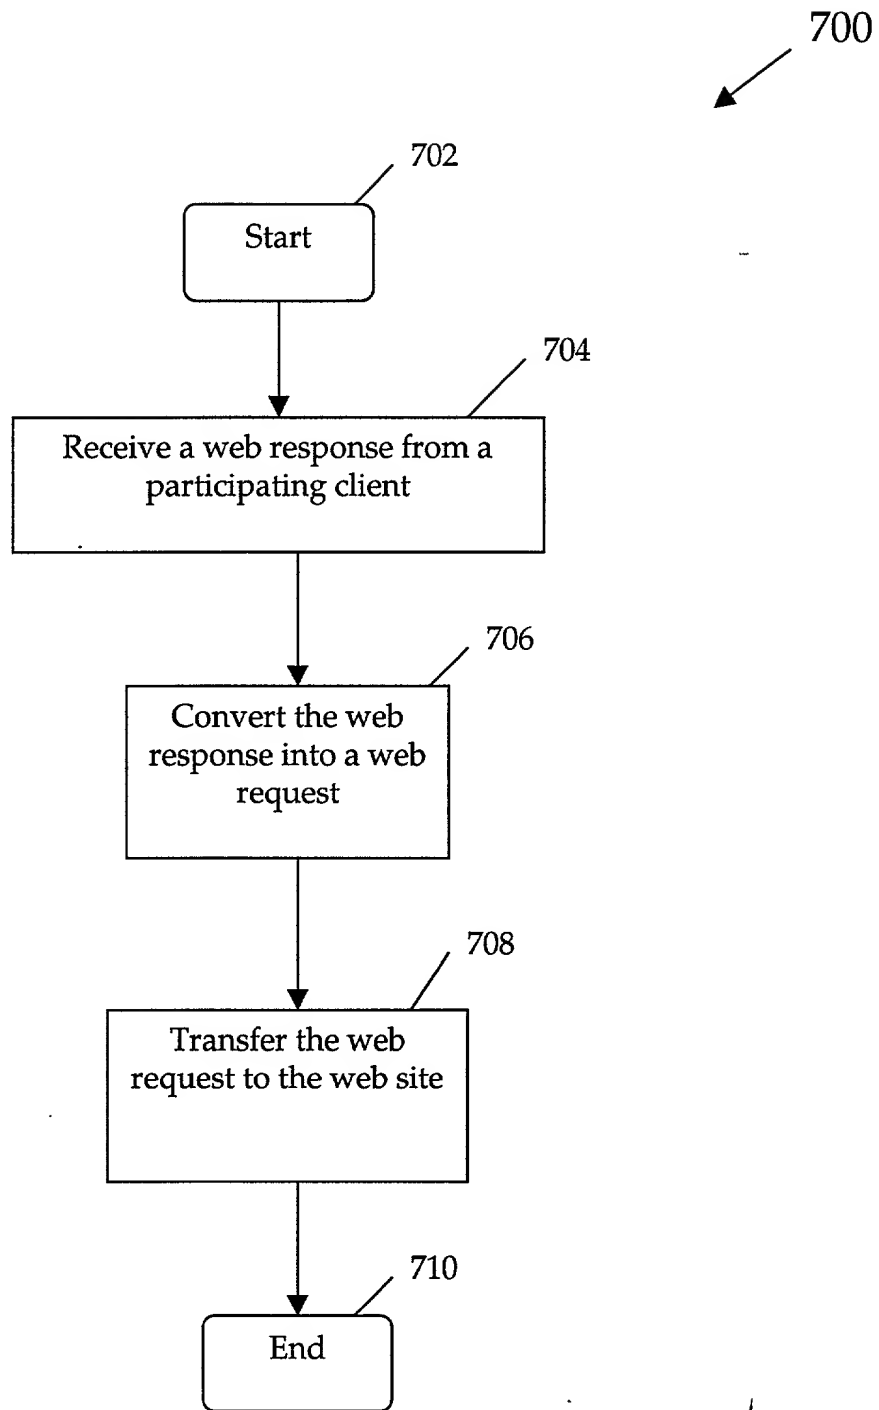 700
702
Start
704
Receive a web response from a
participating client
706
Convert the web
response into a web
request
708
Transfer the web
request to the web site
710
End